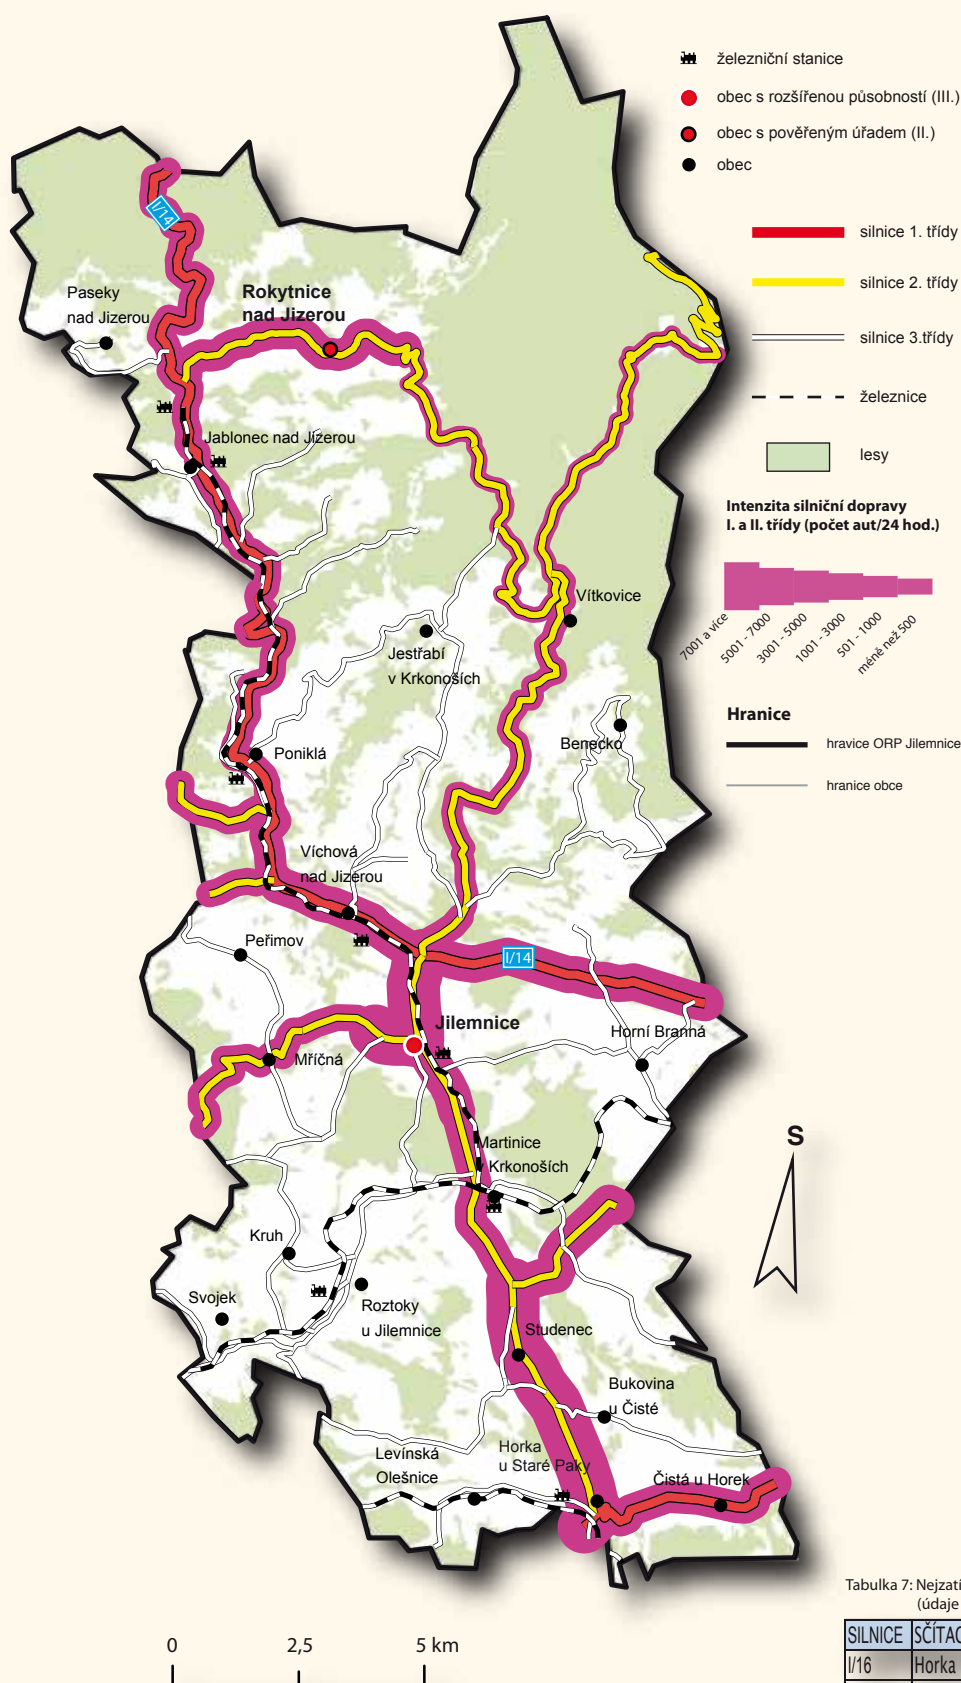 železniční stanice
obec s rozšířenou působností (III.)
obec s pověřeným úřadem (II.)
obec
silnice 1. třídy
silnice 2. třídy
silnice 3.třídy
železnice
lesy
Intenzita silniční dopravy
I. a II. třídy (počet aut/24 hod.)
7001 a více
5001 - 7000
3001 - 5000
1001 - 3000
501 - 1000
méně než 500
Hranice
hravice ORP Jilemnice
hranice obce
I/14
Paseky
nad Jizerou
Rokytnice
nad Jizerou
Jablonec nad Jizerou
Vítkovice
Jestřabí
v Krkonoších
Benecko
Poniklá
Víchová
nad Jizerou
Peřimov
I/14
Jilemnice
Horní Branná
Mříčná
Martinice
v Krkonoších
S
Kruh
Svojek
Roztoky
u Jilemnice
Studenec
Bukovina
u Čisté
Levínská
Olešnice
Horka
u Staré Paky
Čistá u Horek
0 2,5 5 km
Tabulka 7: Nejzatí
(údaje
SILNICE SČÍTAC
I/16 Horka